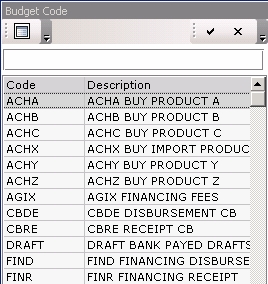 Budget Code
Code Description
ACHA ACHA BUY PRODUCT A
ACHB ACHB BUY PRODUCT B
ACHC ACHC BUY PRODUCT C
ACHX ACHX BUY IMPORT PRODUC
ACHY ACHY BUY PRODUCT Y
ACHZ ACHZ BUY PRODUCT Z
AGIX AGIX FINANCING FEES
CBDE CBDE DISBURSEMENT CB
CBRE CBRE RECEIPT CB
DRAFT DRAFT BANK PAYED DRAFTS
FIND FIND FINANCING DISBURSE
FINR FINR FINANCING RECEIPT